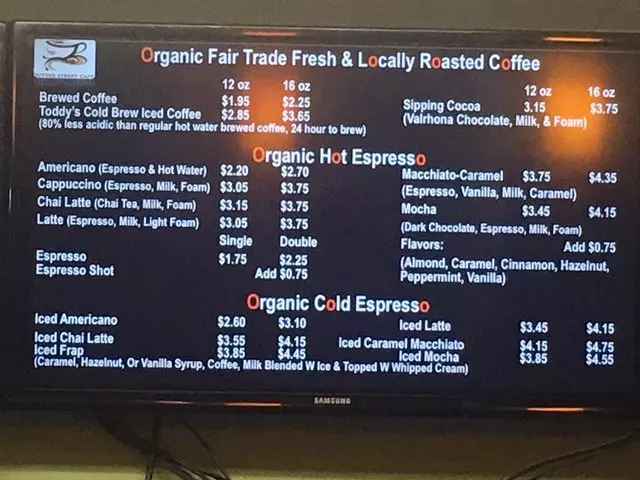 Organic Fair Trade Fresh & Locally Roasted Coffee
12 oz 16 oz
Brewed Coffee $1.95 $2.25
Toddy's Cold Brew Iced Coffee $2.85 $3.65
(80% less acidic than regular hot water brewed coffee, 24 hour to brew)
12 oz 16 oz
Sipping Cocoa 3.15 $3.75
(Valrhona Chocolate, Milk, & Foam)
Organic Hot Espresso
Americano (Espresso & Hot Water) $2.20 $2.70
Cappuccino (Espresso, Milk, Foam) $3.05 $3.75
Chai Latte (Chai Tea, Milk, Foam) $3.15 $3.75
Latte (Espresso, Milk, Light Foam) $3.05 $3.75
Single Double
Espresso $1.75 $2.25
Espresso Shot Add $0.75
Macchiato-Caramel $3.75 $4.35
(Espresso, Vanilla, Milk, Caramel)
Mocha $3.45 $4.15
(Dark Chocolate, Espresso, Milk, Foam)
Flavors: Add $0.75
(Almond, Caramel, Cinnamon, Hazelnut,
Peppermint, Vanilla)
Organic Cold Espresso
Iced Americano $2.60 $3.10
Iced Chai Latte $3.55 $4.15
Iced Frap $3.85 $4.45
(Caramel, Hazelnut, Or Vanilla Syrup, Coffee, Milk Blended W Ice & Topped W Whipped Cream)
Iced Latte $3.45 $4.15
Iced Caramel Macchiato $4.15 $4.75
Iced Mocha $3.85 $4.55
SAMSUNG